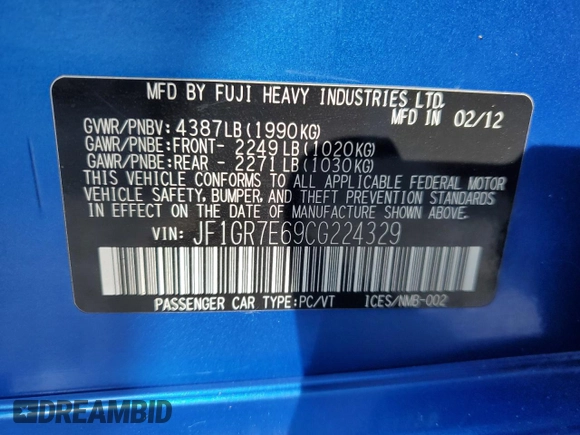 MFD BY FUJI HEAVY INDUSTRIES LTD.
MFD IN 02/12
GVWR/PNBV: 4387LB(1990KG)
GAWR/PNBE:FRONT- 2249LB(1020KG)
GAWR/PNBE:REAR - 2271LB(1030KG)
THIS VEHICLE CONFORMS TO ALL APPLICABLE FEDERAL MOTOR
VEHICLE SAFETY, BUMPER, AND THEFT PREVENTION STANDARDS
IN EFFECT ON THE DATE OF MANUFACTURE SHOWN ABOVE.
VIN: JF1GR7E69CG224329
PASSENGER CAR TYPE:PC/VT ICES/NMB-002
DREAMBID